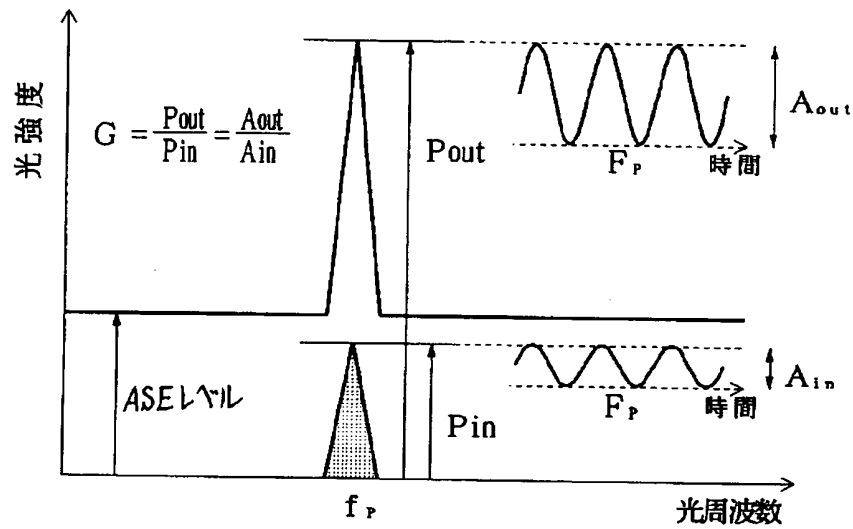 光強度
G = Pout/Pin = Aout/Ain
Pout
Aout
FP
時間
ASEレベル
Pin
Ain
FP
時間
fP
光周波数